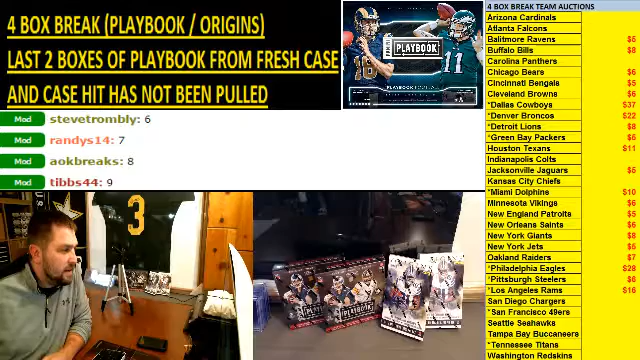 4 BOX BREAK (PLAYBOOK / ORIGINS)
LAST 2 BOXES OF PLAYBOOK FROM FRESH CASE
AND CASE HIT HAS NOT BEEN PULLED
Mod stevetrombly: 6
Mod randys14: 7
Mod aokbreaks: 8
Mod tibbs44: 9
PLAYBOOK
16
11
3
PLAYBOOK
4 BOX BREAK TEAM AUCTIONS
Arizona Cardinals
Atlanta Falcons
Balitmore Ravens $5
Buffalo Bills $8
Carolina Panthers
Chicago Bears $6
Cincinnati Bengals $5
Cleveland Browns $6
*Dallas Cowboys $37
*Denver Broncos $22
*Detroit Lions $8
*Green Bay Packers $6
Houston Texans $11
Indianapolis Colts
Jacksonville Jaguars $5
Kansas City Chiefs
*Miami Dolphins $10
Minnesota Vikings $6
New England Patroits $5
New Orleans Saints $6
New York Giants $8
New York Jets $5
Oakland Raiders $7
*Philadelphia Eagles $28
*Pittsburgh Steelers $6
*Los Angeles Rams $16
San Diego Chargers
*San Francisco 49ers
Seattle Seahawks
Tampa Bay Buccaneers
*Tennessee Titans
Washington Redskins